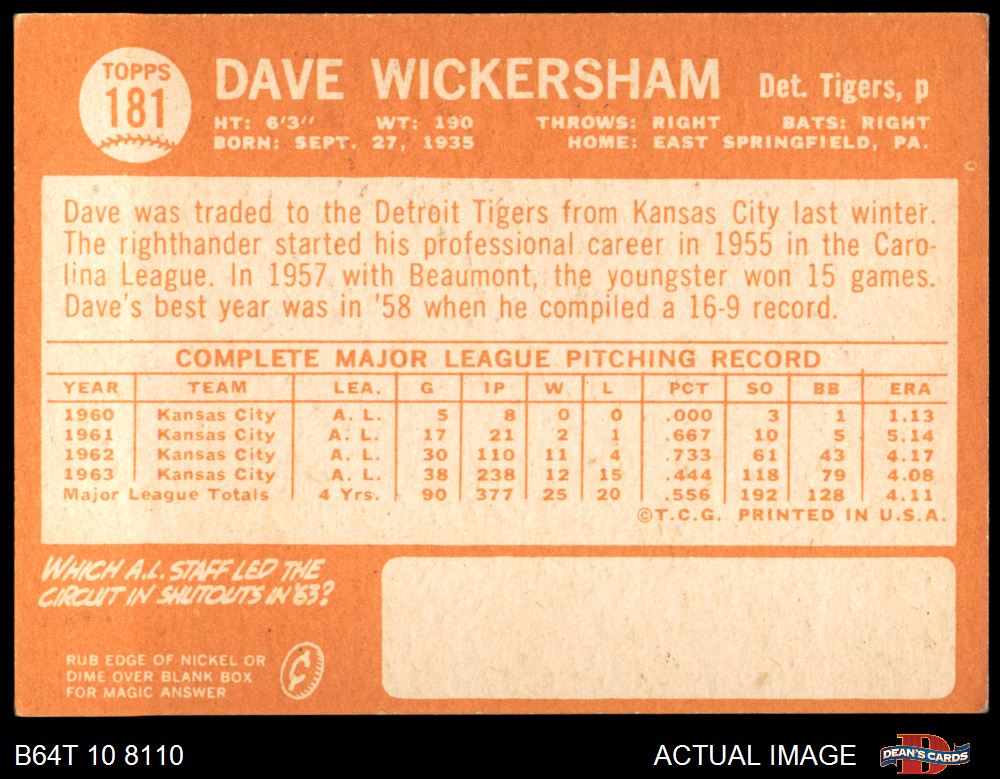 TOPPS
181
DAVE WICKERSHAM Det. Tigers, p
HT: 6'3" WT: 190 THROWS: RIGHT BATS: RIGHT
BORN: SEPT. 27, 1935 HOME: EAST SPRINGFIELD, PA.
Dave was traded to the Detroit Tigers from Kansas City last winter.
The righthander started his professional career in 1955 in the Caro-
lina League. In 1957 with Beaumont, the youngster won 15 games.
Dave's best year was in '58 when he compiled a 16-9 record.
COMPLETE MAJOR LEAGUE PITCHING RECORD
YEAR TEAM LEA. G IP W L PCT SO BB ERA
1960 Kansas City A. L. 5 8 0 0 .000 3 1 1.13
1961 Kansas City A. L. 17 21 2 1 .667 10 5 5.14
1962 Kansas City A. L. 30 110 11 4 .733 61 43 4.17
1963 Kansas City A. L. 38 238 12 15 .444 118 79 4.08
Major League Totals 4 Yrs. 90 377 25 20 .556 192 128 4.11
©T.C.G. PRINTED IN U.S.A.
WHICH A.L. STAFF LED THE
CIRCUIT IN SHUTOUTS IN '63?
RUB EDGE OF NICKEL OR
DIME OVER BLANK BOX
FOR MAGIC ANSWER
B64T 10 8110 ACTUAL IMAGE DEAN'S CARDS